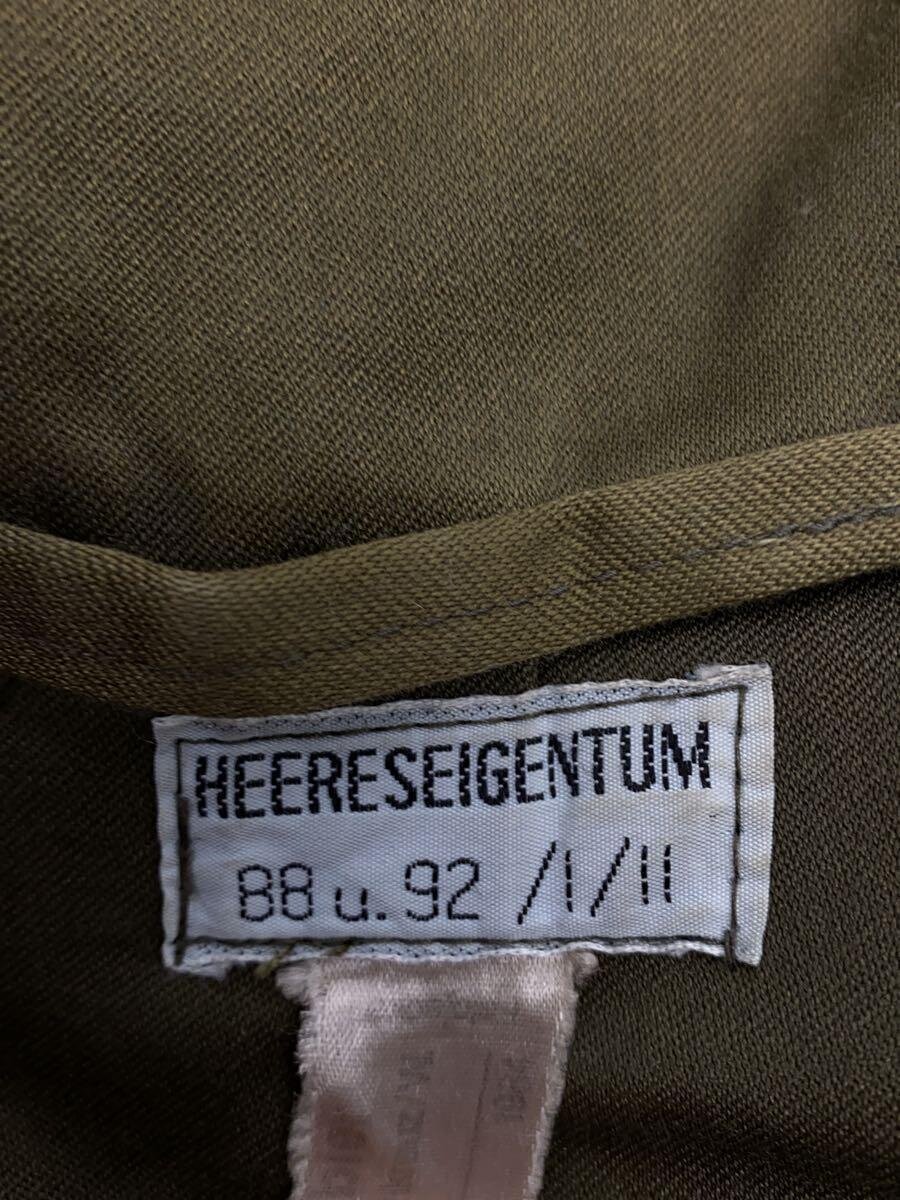 HEERESEIGENTUM
88 u. 92 /I/II